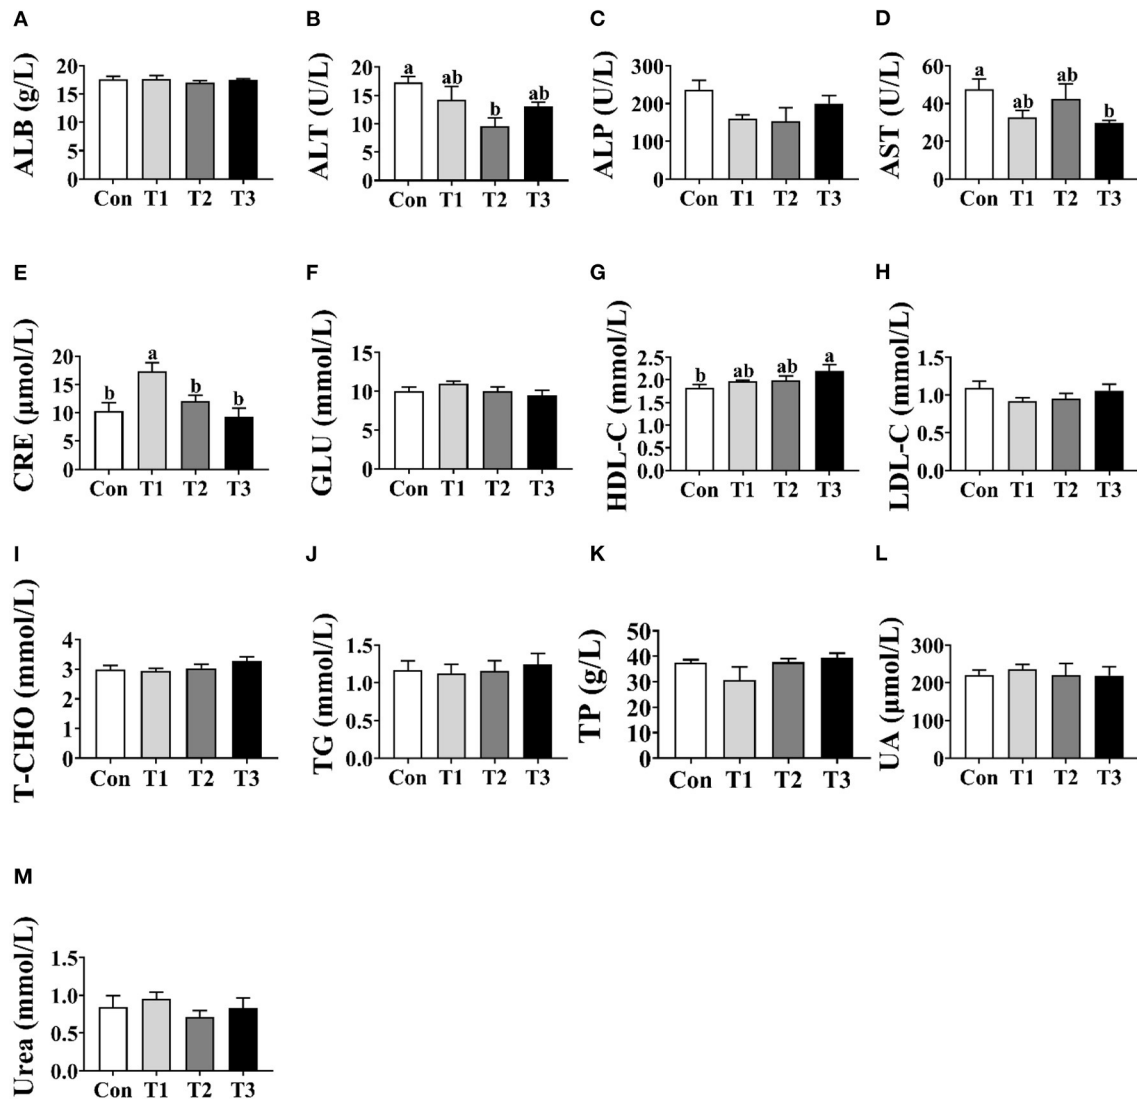 A
ALB (g/L)
20
15
10
5
0
Con T1 T2 T3
B
ALT (U/L)
20
15
10
5
0
a ab b ab
Con T1 T2 T3
C
ALP (U/L)
300
200
100
0
Con T1 T2 T3
D
AST (U/L)
60
40
20
0
a ab ab b
Con T1 T2 T3
E
CRE (μmol/L)
20
15
10
5
0
b a b b
Con T1 T2 T3
F
GLU (mmol/L)
15
10
5
0
Con T1 T2 T3
G
HDL-C (mmol/L)
2.5
2.0
1.5
1.0
0.5
0.0
b ab ab a
Con T1 T2 T3
H
LDL-C (mmol/L)
1.5
1.0
0.5
0.0
Con T1 T2 T3
I
T-CHO (mmol/L)
4
3
2
1
0
Con T1 T2 T3
J
TG (mmol/L)
1.5
1.0
0.5
0.0
Con T1 T2 T3
K
TP (g/L)
50
40
30
20
10
0
Con T1 T2 T3
L
UA (μmol/L)
300
200
100
0
Con T1 T2 T3
M
Urea (mmol/L)
1.5
1.0
0.5
0.0
Con T1 T2 T3